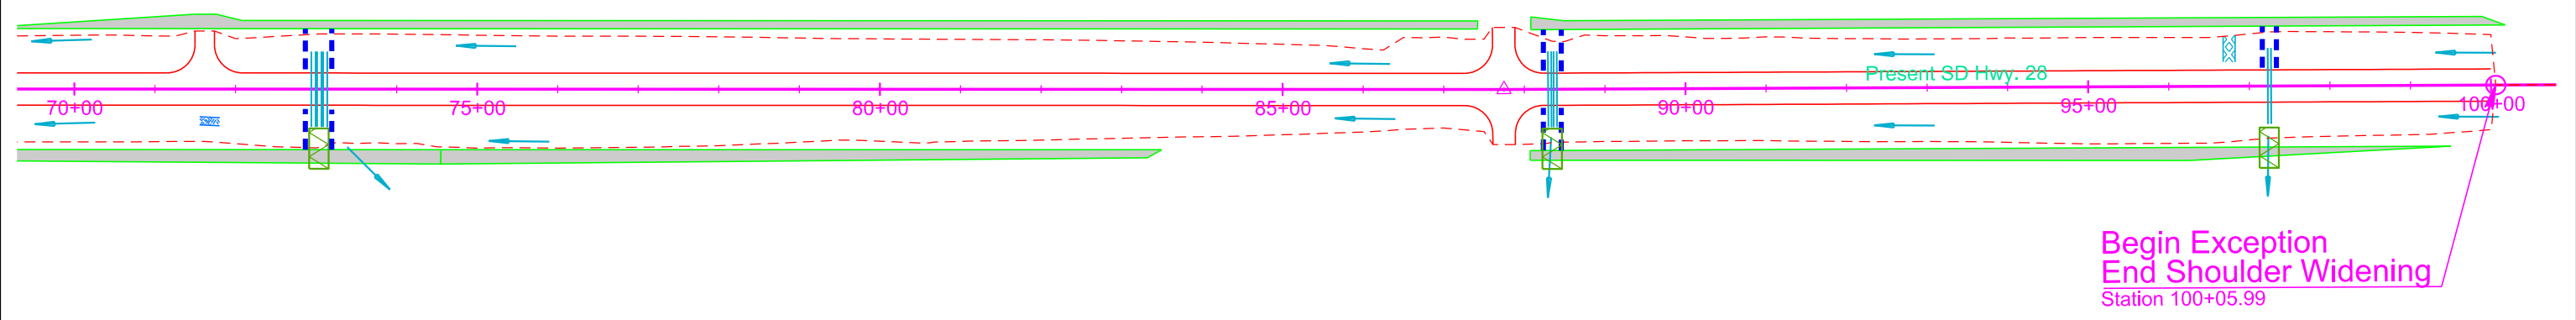 Present SD Hwy. 28
70+00
75+00
80+00
85+00
90+00
95+00
100+00
Begin Exception
End Shoulder Widening
Station 100+05.99